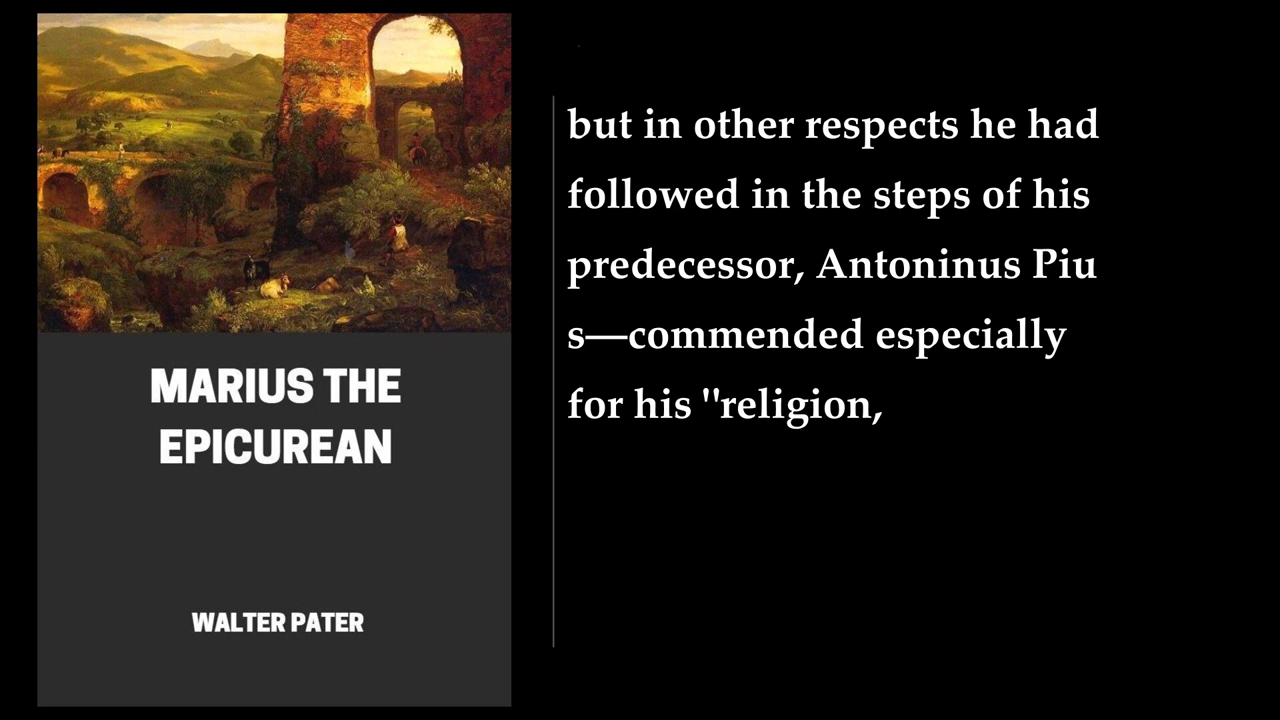 MARIUS THE
EPICUREAN
WALTER PATER
but in other respects he had
followed in the steps of his
predecessor, Antoninus Piu
s—commended especially
for his "religion,